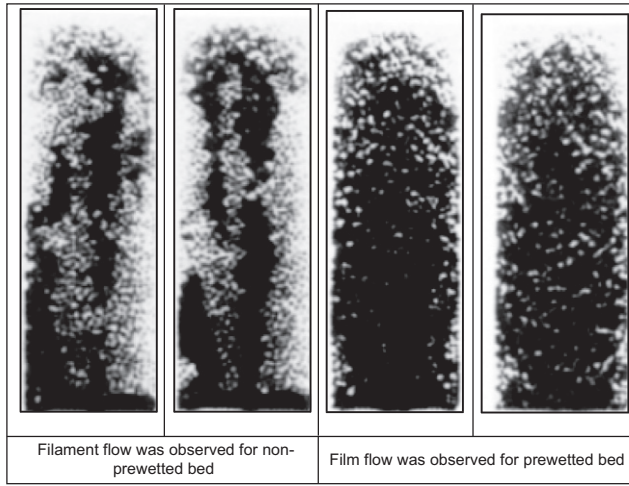 Filament flow was observed for non-
prewetted bed
Film flow was observed for prewetted bed